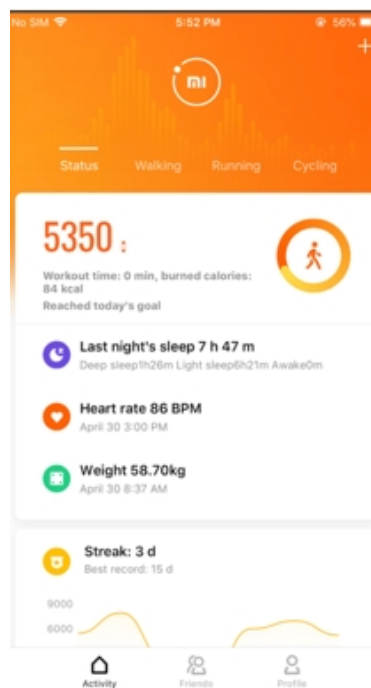 No SIM 5:52 PM 56%
mi
Status Walking Running Cycling
5350 :
Workout time: 0 min, burned calories:
84 kcal
Reached today's goal
Last night's sleep 7 h 47 m
Deep sleep1h26m Light sleep6h21m Awake0m
Heart rate 86 BPM
April 30 3:00 PM
Weight 58.70kg
April 30 8:37 AM
Streak: 3 d
Best record: 15 d
9000
6000
Activity Friends Profile